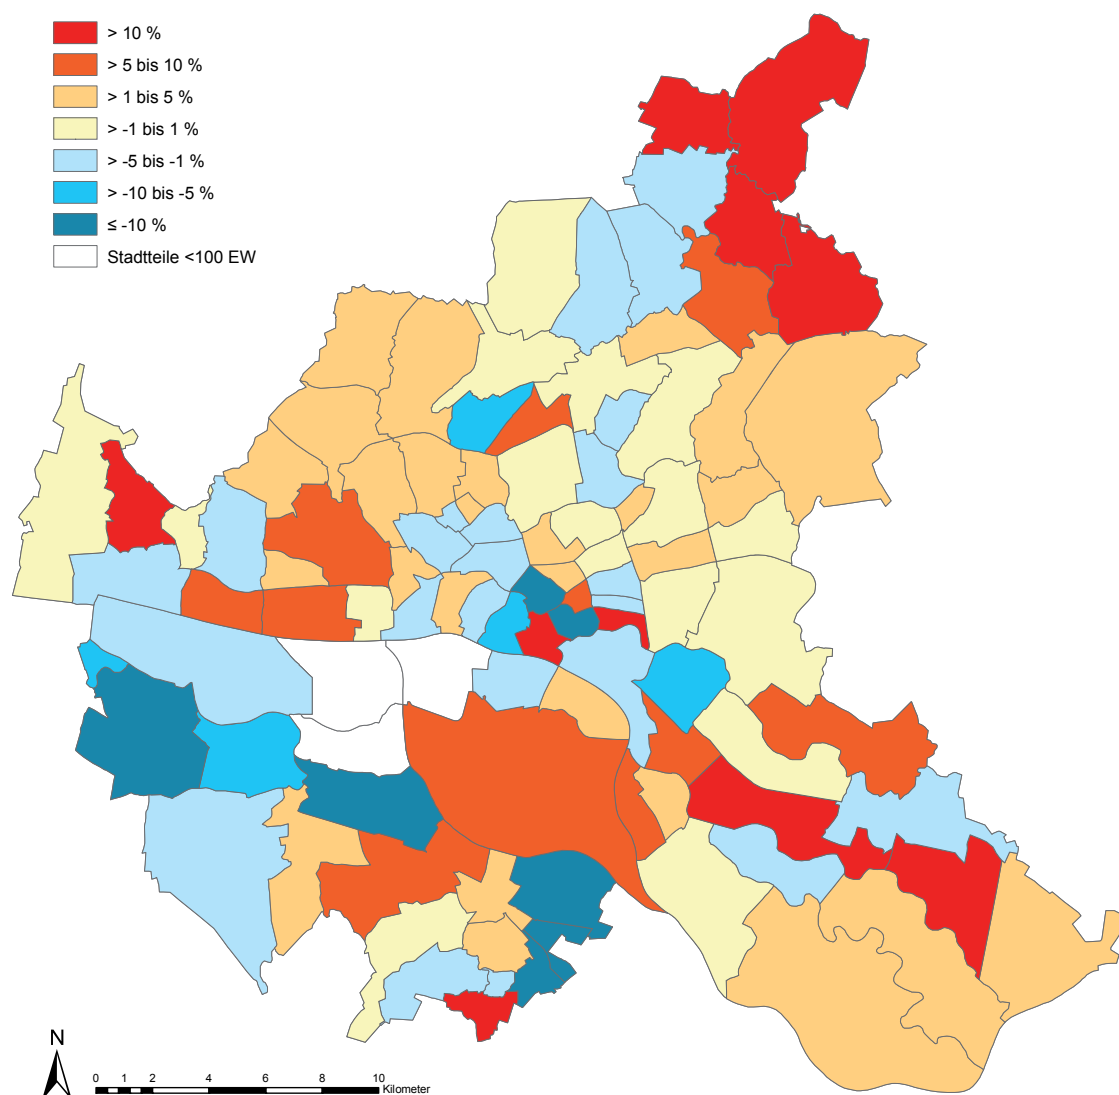 > 10 %
> 5 bis 10 %
> 1 bis 5 %
> -1 bis 1 %
> -5 bis -1 %
> -10 bis -5 %
≤ -10 %
Stadtteile <100 EW
N
0 1 2 4 6 8 10
Kilometer